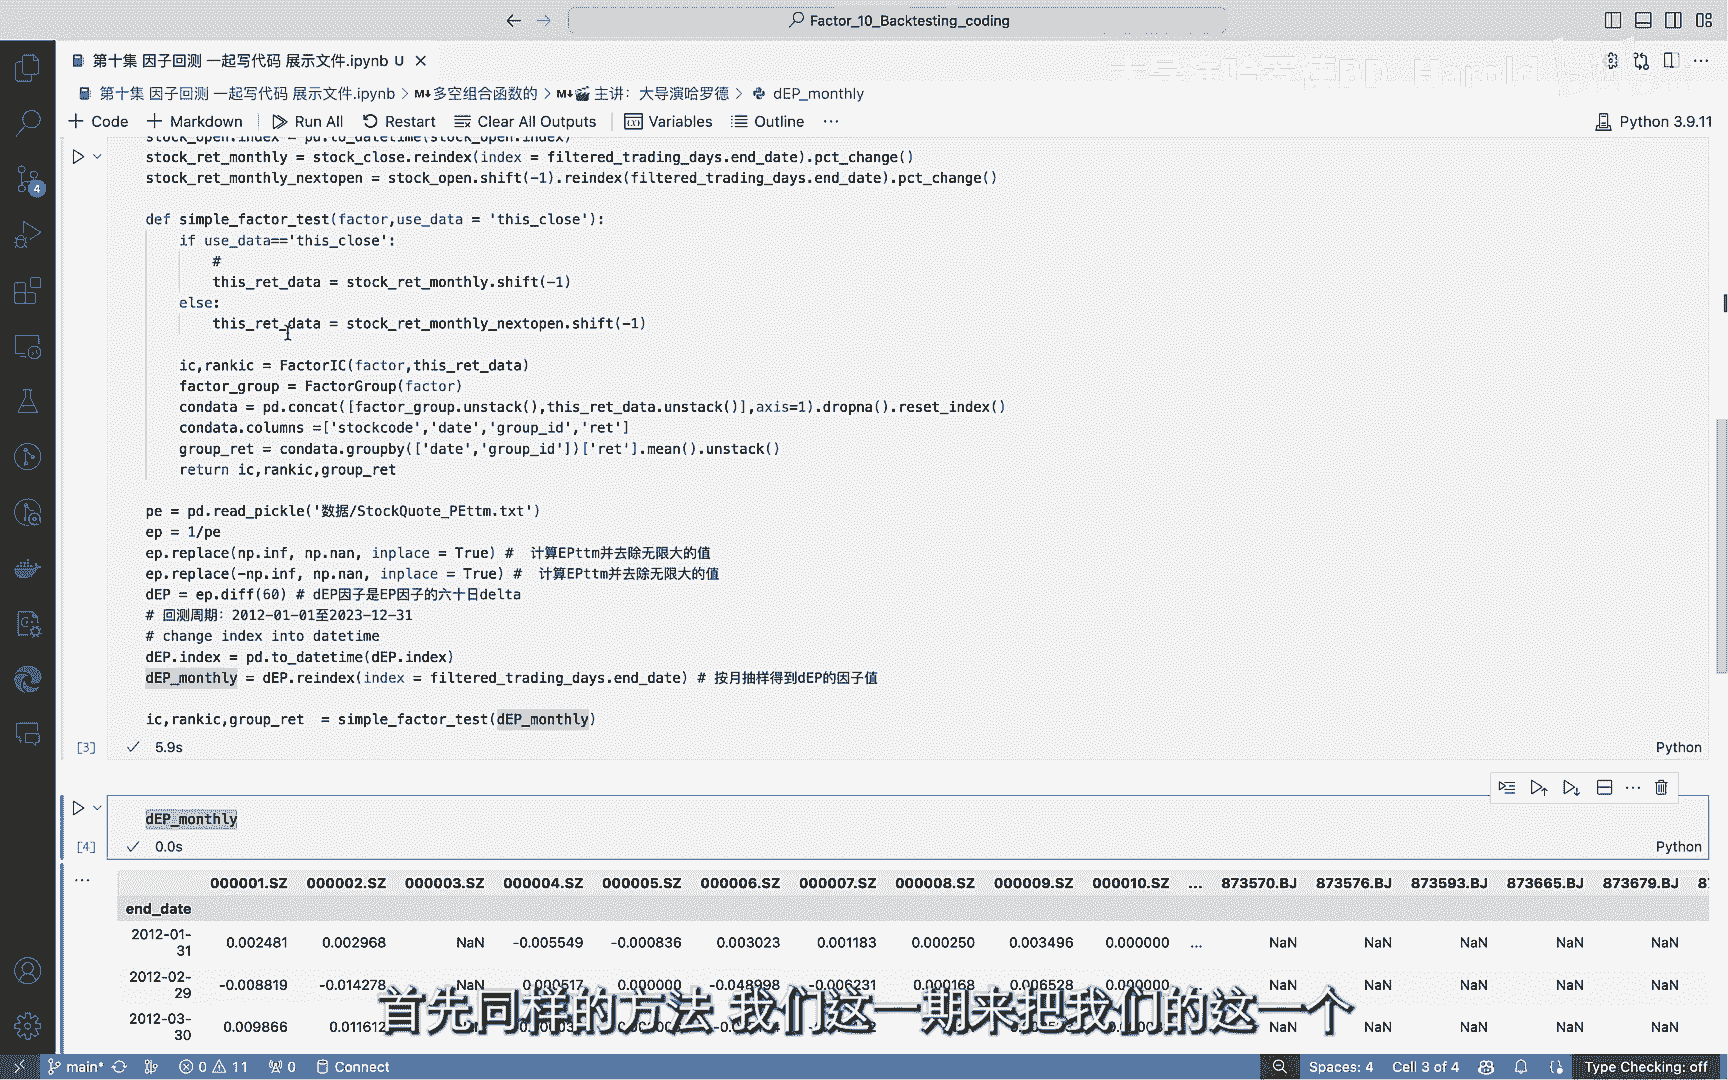 Factor_10_Backtesting_coding
第十集 因子回测 一起写代码 展示文件.ipynb U
第十集 因子回测 一起写代码 展示文件.ipynb > M↓多空组合函数的 > M↓🎬 主讲：大导演哈罗德 > dEP_monthly
+ Code + Markdown Run All Restart Clear All Outputs Variables Outline ... Python 3.9.11
stock_open.index = pd.to_datetime(stock_open.index)
stock_ret_monthly = stock_close.reindex(index = filtered_trading_days.end_date).pct_change()
stock_ret_monthly_nextopen = stock_open.shift(-1).reindex(filtered_trading_days.end_date).pct_change()
def simple_factor_test(factor,use_data = 'this_close'):
if use_data=='this_close':
#
this_ret_data = stock_ret_monthly.shift(-1)
else:
this_ret_data = stock_ret_monthly_nextopen.shift(-1)
ic,rankic = FactorIC(factor,this_ret_data)
factor_group = FactorGroup(factor)
condata = pd.concat([factor_group.unstack(),this_ret_data.unstack()],axis=1).dropna().reset_index()
condata.columns =['stockcode','date','group_id','ret']
group_ret = condata.groupby(['date','group_id'])['ret'].mean().unstack()
return ic,rankic,group_ret
pe = pd.read_pickle('数据/StockQuote_PEttm.txt')
ep = 1/pe
ep.replace(np.inf, np.nan, inplace = True) # 计算EPttm并去除无限大的值
ep.replace(-np.inf, np.nan, inplace = True) # 计算EPttm并去除无限大的值
dEP = ep.diff(60) # dEP因子是EP因子的六十日delta
# 回测周期：2012-01-01至2023-12-31
# change index into datetime
dEP.index = pd.to_datetime(dEP.index)
dEP_monthly = dEP.reindex(index = filtered_trading_days.end_date) # 按月抽样得到dEP的因子值
ic,rankic,group_ret = simple_factor_test(dEP_monthly)
[3] 5.9s Python
dEP_monthly
[4] 0.0s Python
000001.SZ 000002.SZ 000003.SZ 000004.SZ 000005.SZ 000006.SZ 000007.SZ 000008.SZ 000009.SZ 000010.SZ ... 873570.BJ 873576.BJ 873593.BJ 873665.BJ 873679.BJ
end_date
2012-01-31 0.002481 0.002968 NaN -0.005549 -0.000836 0.003023 0.001183 0.000250 0.003496 0.000000 ... NaN NaN NaN NaN NaN
2012-02-29 -0.008819 -0.014278 NaN 0.000517 0.000000 -0.048998 -0.006231 0.000168 0.006528 0.000000 NaN NaN NaN NaN
2012-03-30 0.009866 0.011612 NaN NaN NaN NaN NaN
首先同样的方法 我们这一期来把我们的这一个
4
main* 0 11 0 Connect Spaces: 4 Cell 3 of 4 Type Checking: off